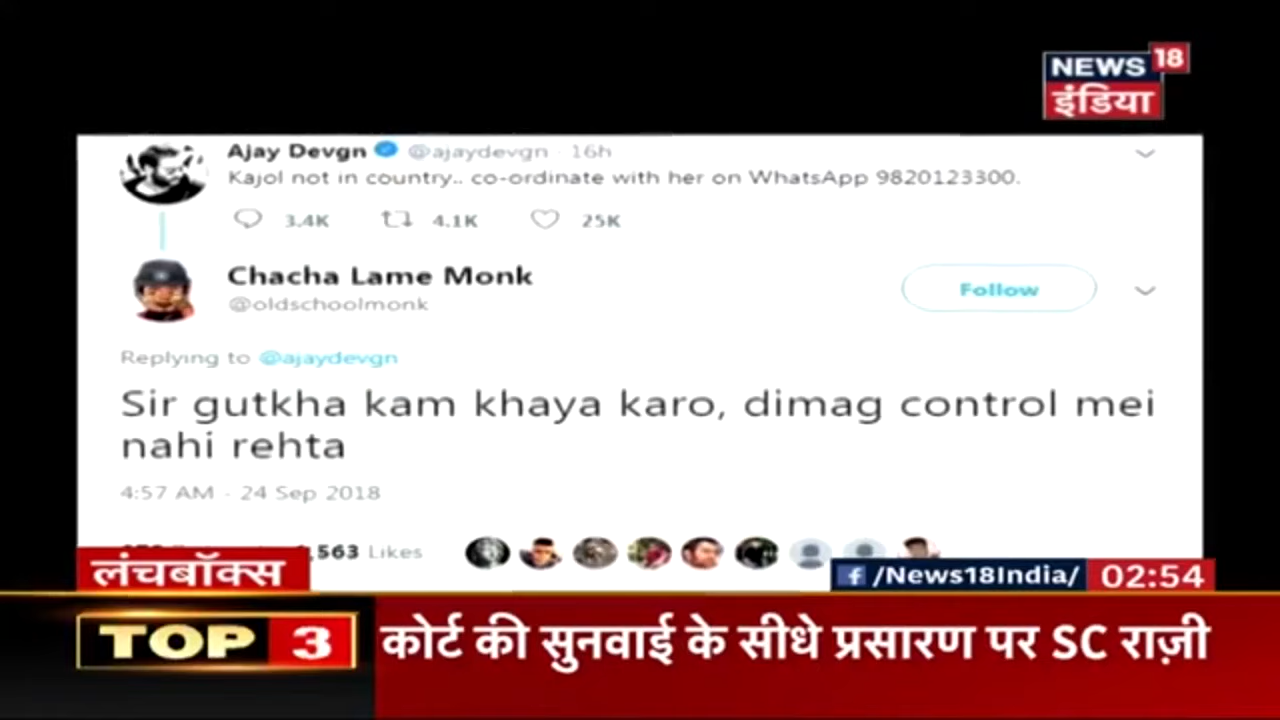 NEWS 18
इंडिया
Ajay Devgn @ajaydevgn · 16h
Kajol not in country.. co-ordinate with her on WhatsApp 9820123300.
3.4K 4.1K 25K
Chacha Lame Monk
@oldschoolmonk
Follow
Replying to @ajaydevgn
Sir gutkha kam khaya karo, dimag control mei
nahi rehta
4:57 AM - 24 Sep 2018
,563 Likes
लंचबॉक्स
f /News18India/ 02:54
TOP 3 कोर्ट की सुनवाई के सीधे प्रसारण पर SC राज़ी